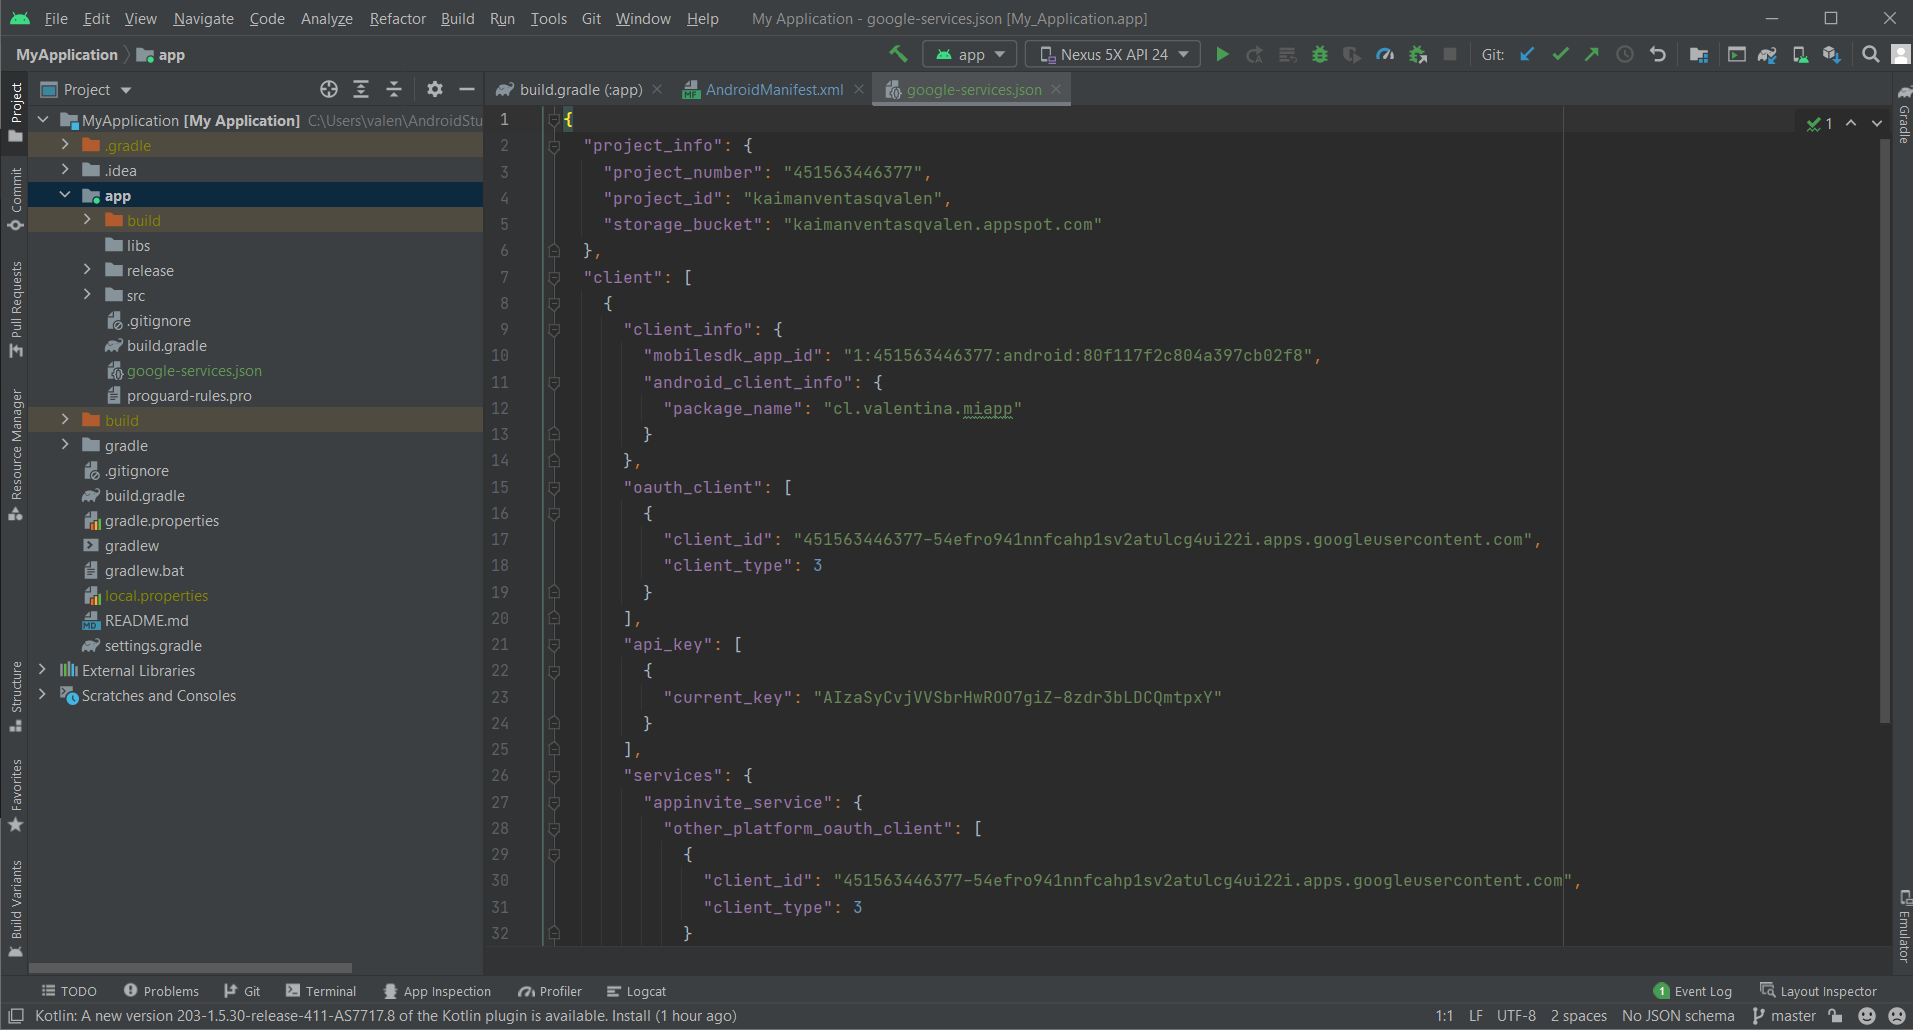 File Edit View Navigate Code Analyze Refactor Build Run Tools Git Window Help My Application - google-services.json [My_Application.app]
MyApplication app
app
Nexus 5X API 24
Git:
Project
build.gradle (:app)
AndroidManifest.xml
google-services.json
MyApplication [My Application] C:\Users\valen\AndroidStu
.gradle
.idea
app
build
libs
release
src
.gitignore
build.gradle
google-services.json
proguard-rules.pro
build
gradle
.gitignore
build.gradle
gradle.properties
gradlew
gradlew.bat
local.properties
README.md
settings.gradle
External Libraries
Scratches and Consoles
Project
Commit
Pull Requests
Resource Manager
Structure
Favorites
Build Variants
1 {
2 "project_info": {
3 "project_number": "451563446377",
4 "project_id": "kaimanventasqvalen",
5 "storage_bucket": "kaimanventasqvalen.appspot.com"
6 },
7 "client": [
8 {
9 "client_info": {
10 "mobilesdk_app_id": "1:451563446377:android:80f117f2c804a397cb02f8",
11 "android_client_info": {
12 "package_name": "cl.valentina.miapp"
13 }
14 },
15 "oauth_client": [
16 {
17 "client_id": "451563446377-54efro941nnfcahp1sv2atulcg4ui22i.apps.googleusercontent.com",
18 "client_type": 3
19 }
20 ],
21 "api_key": [
22 {
23 "current_key": "AIzaSyCvjVVSbrHwROO7giZ-8zdr3bLDCQmtpxY"
24 }
25 ],
26 "services": {
27 "appinvite_service": {
28 "other_platform_oauth_client": [
29 {
30 "client_id": "451563446377-54efro941nnfcahp1sv2atulcg4ui22i.apps.googleusercontent.com",
31 "client_type": 3
32 }
1
Gradle
Emulator
TODO Problems Git Terminal App Inspection Profiler Logcat 1 Event Log Layout Inspector
Kotlin: A new version 203-1.5.30-release-411-AS7717.8 of the Kotlin plugin is available. Install (1 hour ago) 1:1 LF UTF-8 2 spaces No JSON schema master